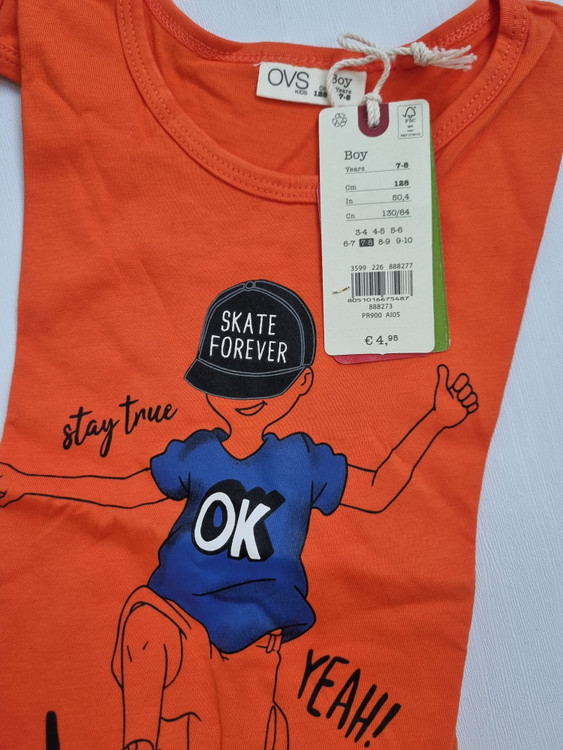 OVS
KIDS
Boy
Years
7-8
128
FSC
Boy
Years 7-8
Cm 128
In 50,4
Cn 130/64
3-4 4-5 5-6
6-7 7-8 8-9 9-10
3599 226 888277
8051016675487
888273
PR900 AI05
€ 4,95
SKATE
FOREVER
stay true
OK
YEAH!